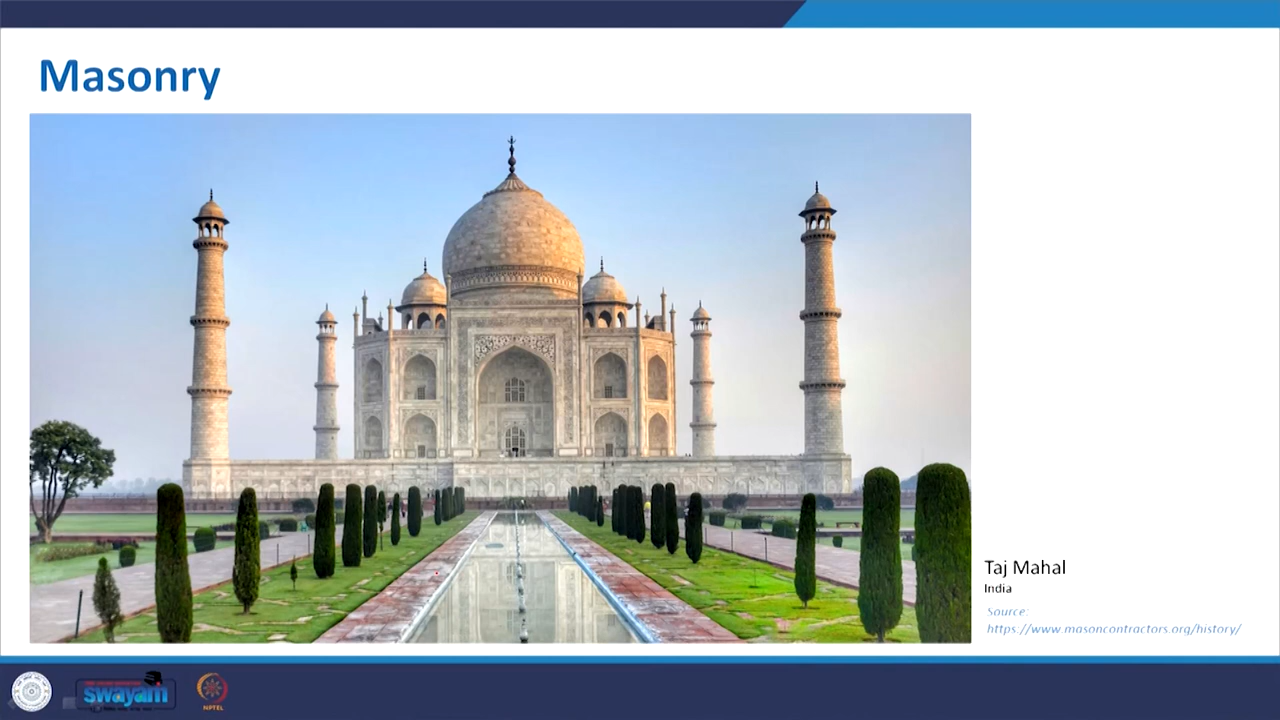 Masonry
Taj Mahal
India
Source:
https://www.masoncontractors.org/history/
swayam
NPTEL